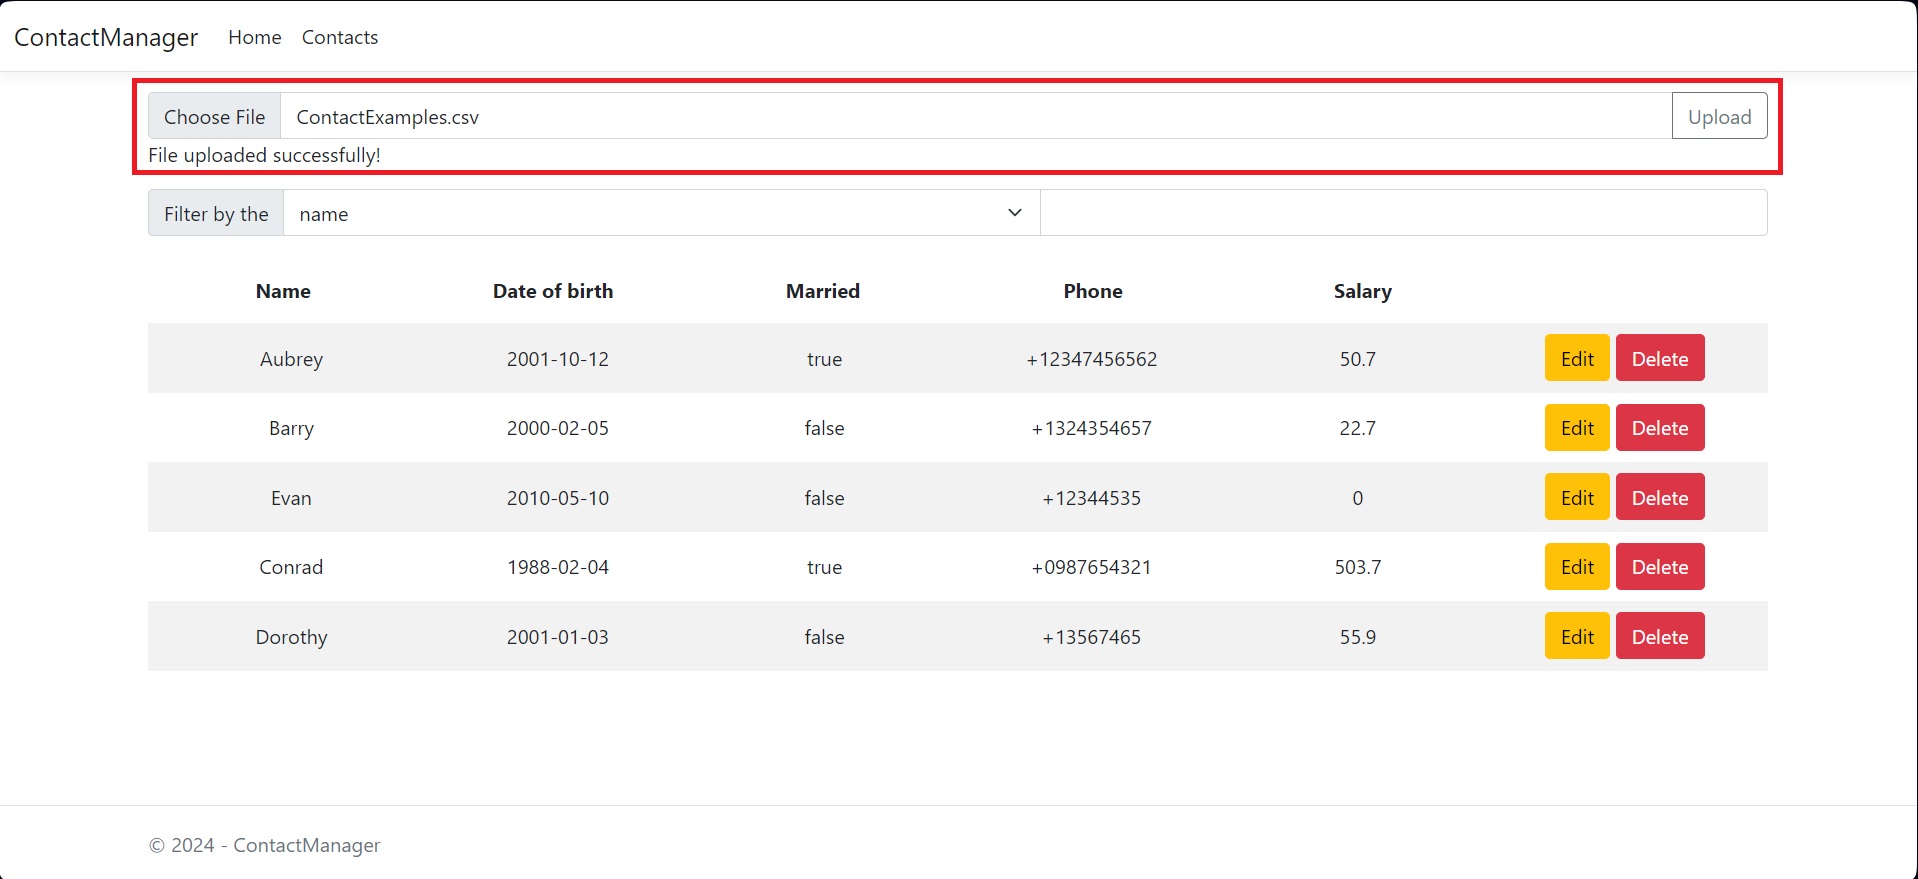 ContactManager Home Contacts
Choose File ContactExamples.csv Upload
File uploaded successfully!
Filter by the name
Name Date of birth Married Phone Salary
Aubrey 2001-10-12 true +12347456562 50.7 Edit Delete
Barry 2000-02-05 false +1324354657 22.7 Edit Delete
Evan 2010-05-10 false +12344535 0 Edit Delete
Conrad 1988-02-04 true +0987654321 503.7 Edit Delete
Dorothy 2001-01-03 false +13567465 55.9 Edit Delete
© 2024 - ContactManager